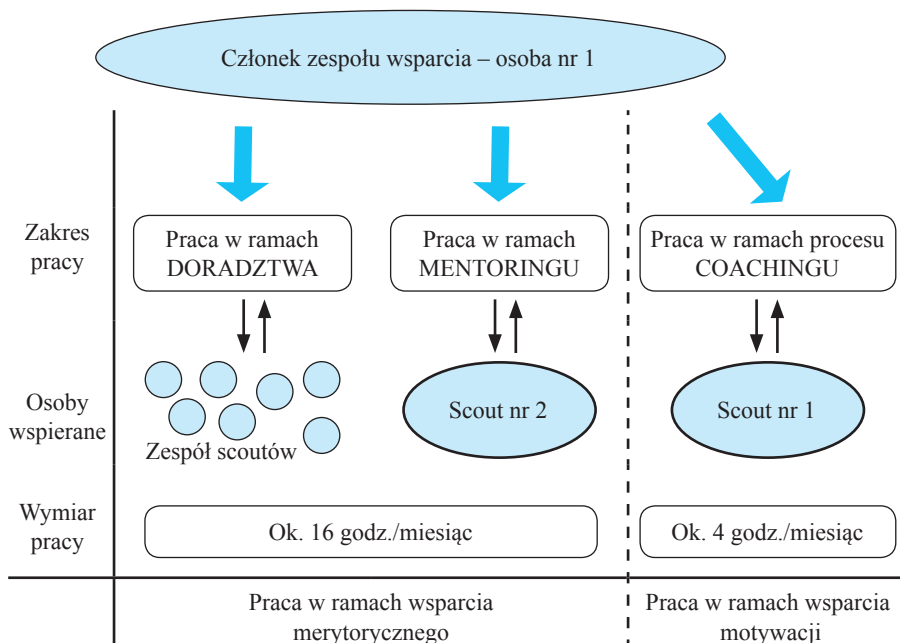 Członek zespołu wsparcia – osoba nr 1
Zakres
pracy
Praca w ramach
DORADZTWA
Praca w ramach
MENTORINGU
Praca w ramach procesu
COACHINGU
Osoby
wspierane
Zespół scoutów
Scout nr 2
Scout nr 1
Wymiar
pracy
Ok. 16 godz./miesiąc
Ok. 4 godz./miesiąc
Praca w ramach wsparcia
merytorycznego
Praca w ramach wsparcia
motywacji